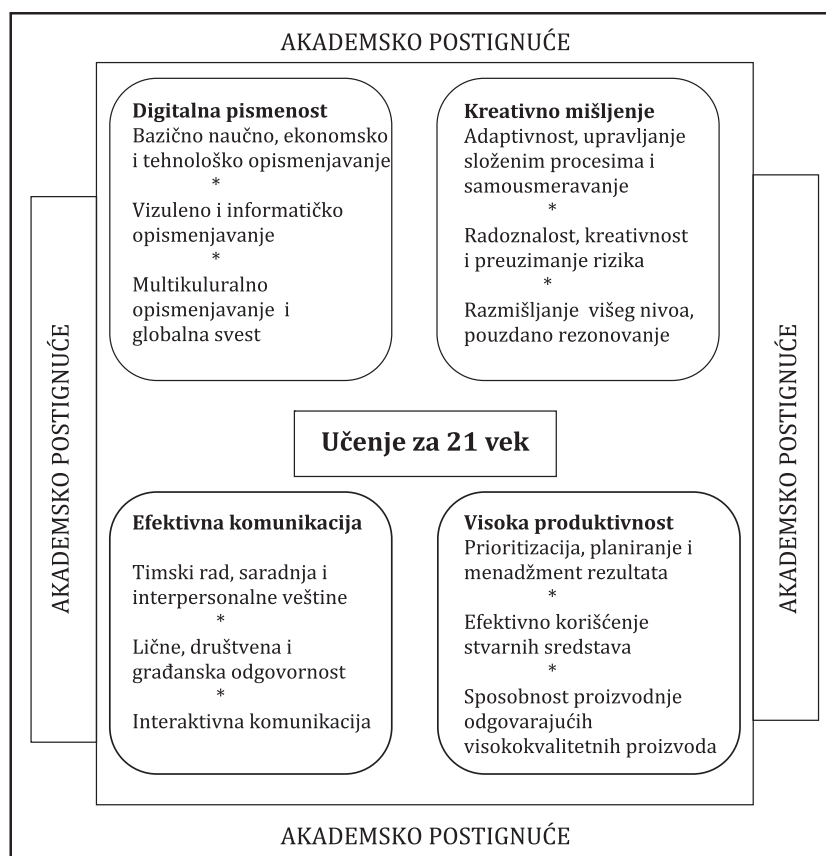 AKADEMSKO POSTIGNUĆE
Digitalna pismenost
Bazično naučno, ekonomsko
i tehnološko opismenjavanje
*
Vizuleno i informatičko
opismenjavanje
*
Multikuluralno
opismenjavanje i
globalna svest
Kreativno mišljenje
Adaptivnost, upravljanje
složenim procesima i
samousmeravanje
*
Radoznalost, kreativnost
i preuzimanje rizika
*
Razmišljanje višeg nivoa,
pouzdano rezonovanje
AKADEMSKO POSTIGNUĆE
Učenje za 21 vek
AKADEMSKO POSTIGNUĆE
Efektivna komunikacija
Timski rad, saradnja i
interpersonalne veštine
*
Lične, društvena i
građanska odgovornost
*
Interaktivna komunikacija
Visoka produktivnost
Prioritizacija, planiranje i
menadžment rezultata
*
Efektivno korišćenje
stvarnih sredstava
*
Sposobnost proizvodnje
odgovarajućih
visokokvalitetnih proizvoda
AKADEMSKO POSTIGNUĆE